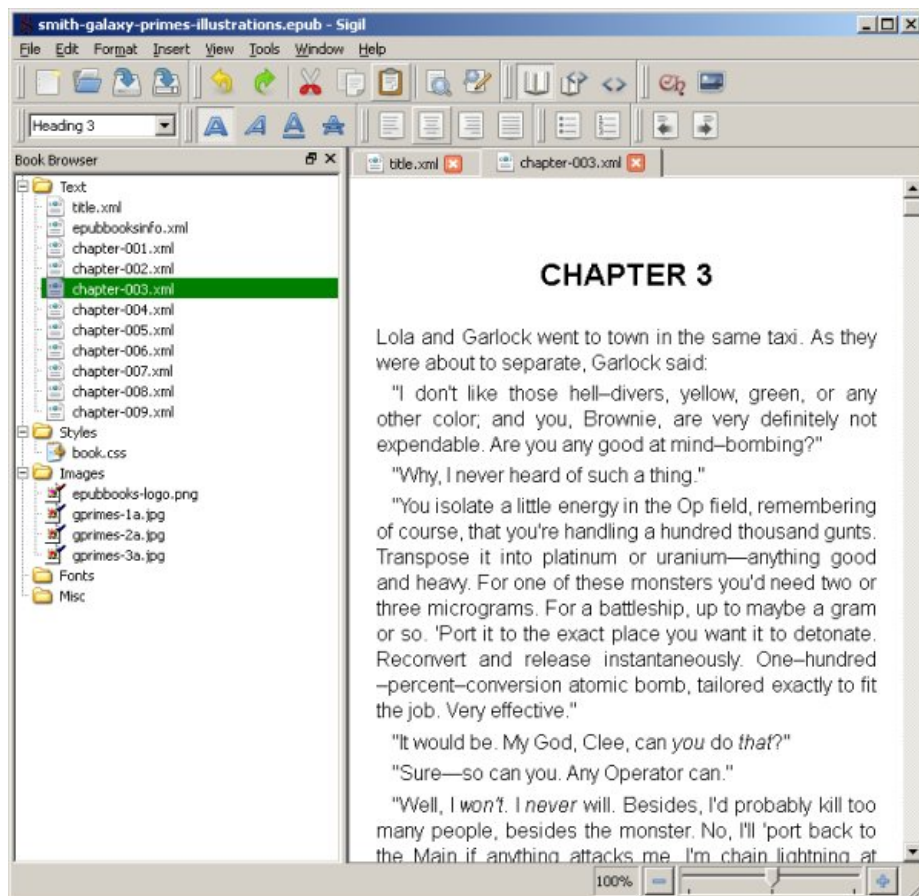 smith-galaxy-primes-illustrations.epub - Sigil
File Edit Format Insert View Tools Window Help
Heading 3
Book Browser
title.xml
chapter-003.xml
Text
title.xml
epubbooksinfo.xml
chapter-001.xml
chapter-002.xml
chapter-003.xml
chapter-004.xml
chapter-005.xml
chapter-006.xml
chapter-007.xml
chapter-008.xml
chapter-009.xml
Styles
book.css
Images
epubbooks-logo.png
gprimes-1a.jpg
gprimes-2a.jpg
gprimes-3a.jpg
Fonts
Misc
CHAPTER 3
Lola and Garlock went to town in the same taxi. As they
were about to separate, Garlock said:
"I don't like those hell–divers, yellow, green, or any
other color; and you, Brownie, are very definitely not
expendable. Are you any good at mind–bombing?"
"Why, I never heard of such a thing."
"You isolate a little energy in the Op field, remembering
of course, that you're handling a hundred thousand gunts.
Transpose it into platinum or uranium—anything good
and heavy. For one of these monsters you'd need two or
three micrograms. For a battleship, up to maybe a gram
or so. 'Port it to the exact place you want it to detonate.
Reconvert and release instantaneously. One–hundred
–percent–conversion atomic bomb, tailored exactly to fit
the job. Very effective."
"It would be. My God, Clee, can you do that?"
"Sure—so can you. Any Operator can."
"Well, I won't. I never will. Besides, I'd probably kill too
many people, besides the monster. No, I'll 'port back to
the Main if anything attacks me. I'm chain lightning at
100%